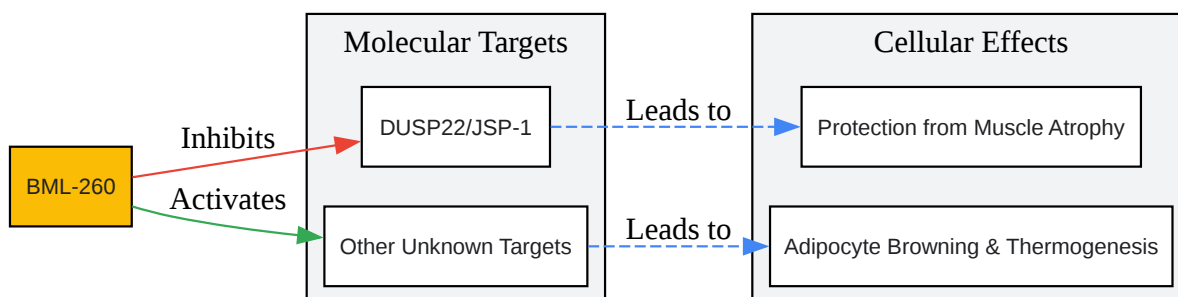 Molecular Targets
Cellular Effects
DUSP22/JSP-1
Leads to
Protection from Muscle Atrophy
Inhibits
BML-260
Activates
Other Unknown Targets
Leads to
Adipocyte Browning & Thermogenesis